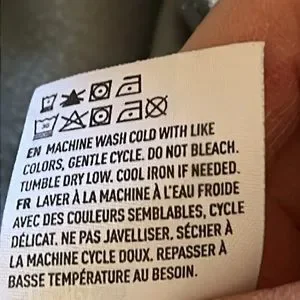 EN MACHINE WASH COLD WITH LIKE
COLORS, GENTLE CYCLE. DO NOT BLEACH.
TUMBLE DRY LOW. COOL IRON IF NEEDED.
FR LAVER À LA MACHINE À L'EAU FROIDE
AVEC DES COULEURS SEMBLABLES, CYCLE
DÉLICAT. NE PAS JAVELLISER, SÉCHER À
LA MACHINE CYCLE DOUX. REPASSER À
BASSE TEMPÉRATURE AU BESOIN.